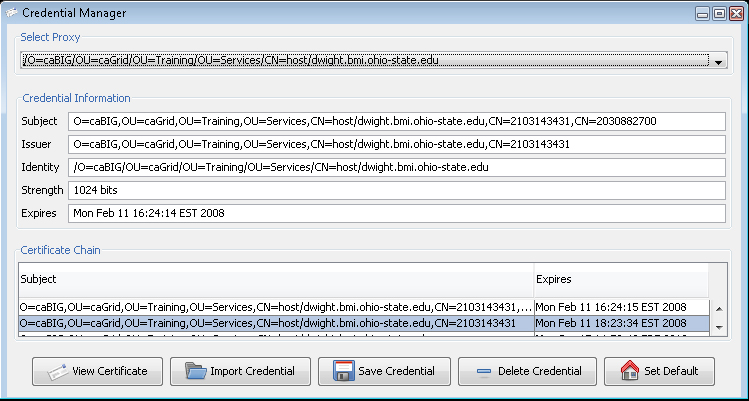 Credential Manager
Select Proxy
/O=caBIG/OU=caGrid/OU=Training/OU=Services/CN=host/dwight.bmi.ohio-state.edu
Credential Information
Subject O=caBIG,OU=caGrid,OU=Training,OU=Services,CN=host/dwight.bmi.ohio-state.edu,CN=2103143431,CN=2030882700
Issuer O=caBIG,OU=caGrid,OU=Training,OU=Services,CN=host/dwight.bmi.ohio-state.edu,CN=2103143431
Identity /O=caBIG/OU=caGrid/OU=Training/OU=Services/CN=host/dwight.bmi.ohio-state.edu
Strength 1024 bits
Expires Mon Feb 11 16:24:14 EST 2008
Certificate Chain
Subject Expires
O=caBIG,OU=caGrid,OU=Training,OU=Services,CN=host/dwight.bmi.ohio-state.edu,CN=2103143431,... Mon Feb 11 16:24:15 EST 2008
O=caBIG,OU=caGrid,OU=Training,OU=Services,CN=host/dwight.bmi.ohio-state.edu,CN=2103143431 Mon Feb 11 18:23:34 EST 2008
View Certificate Import Credential Save Credential Delete Credential Set Default